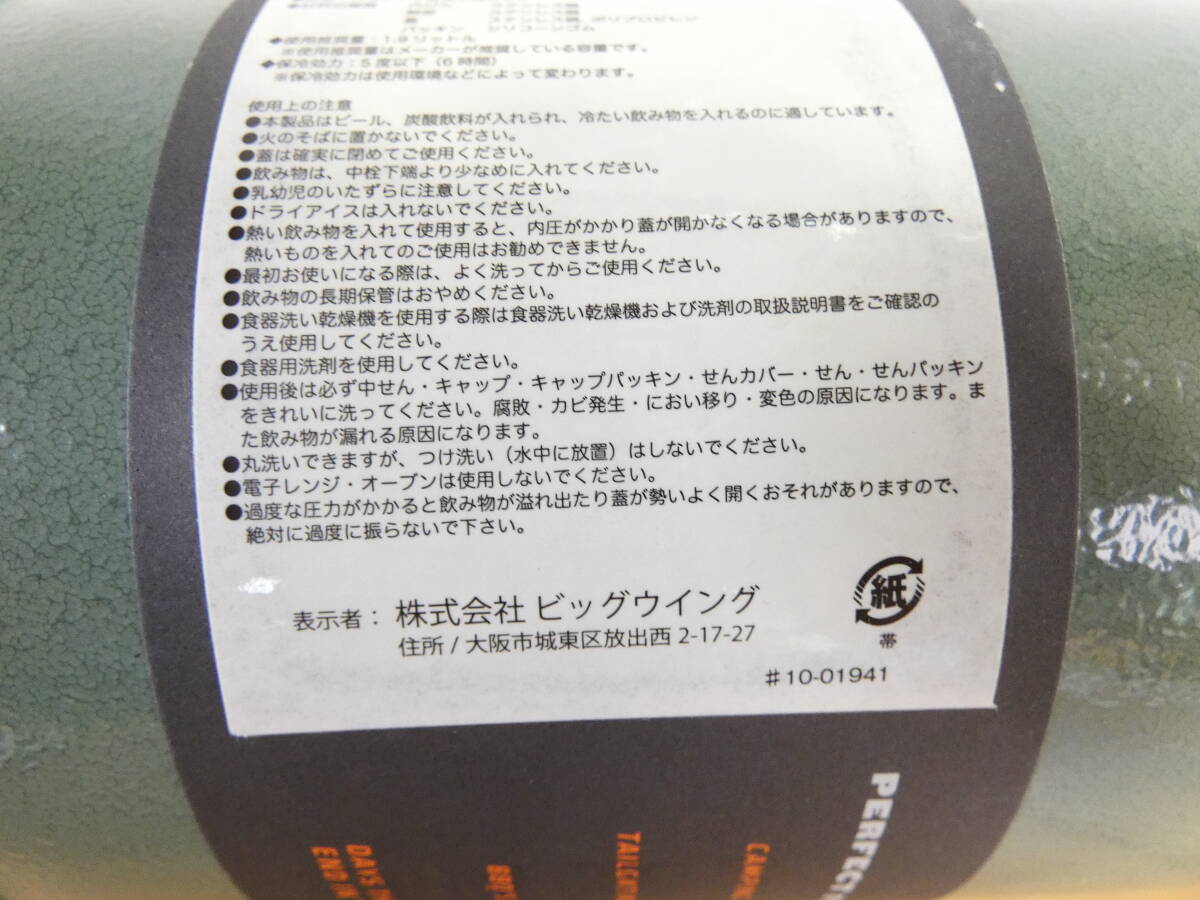 ステンレス鋼 ポリプロピレン
パッキン シリコーンゴム
◆使用推奨量:1.9リットル
※使用推奨量はメーカーが推奨している容量です。
◆保冷効力:5度以下(6時間)
※保冷効力は使用環境などによって変わります。
使用上の注意
●本製品はビール、炭酸飲料が入れられ、冷たい飲み物を入れるのに適しています。
●火のそばに置かないでください。
●蓋は確実に閉めてご使用ください。
●飲み物は、中栓下端より少なめに入れてください。
●乳幼児のいたずらに注意してください。
●ドライアイスは入れないでください。
●熱い飲み物を入れて使用すると、内圧がかかり蓋が開かなくなる場合がありますので、
熱いものを入れてのご使用はお勧めできません。
●最初お使いになる際は、よく洗ってからご使用ください。
●飲み物の長期保管はおやめください。
●食器洗い乾燥機を使用する際は食器洗い乾燥機および洗剤の取扱説明書をご確認の
うえ使用してください。
●食器用洗剤を使用してください。
●使用後は必ず中せん・キャップ・キャップパッキン・せんカバー・せん・せんパッキン
をきれいに洗ってください。腐敗・カビ発生・におい移り・変色の原因になります。ま
た飲み物が漏れる原因になります。
●丸洗いできますが、つけ洗い(水中に放置)はしないでください。
●電子レンジ・オーブンは使用しないでください。
●過度な圧力がかかると飲み物が溢れ出たり蓋が勢いよく開くおそれがありますので、
絶対に過度に振らないで下さい。
表示者: 株式会社 ビッグウイング
住所 / 大阪市城東区放出西 2-17-27
紙
帯
#10-01941
PERFECT
DAYS
END IN